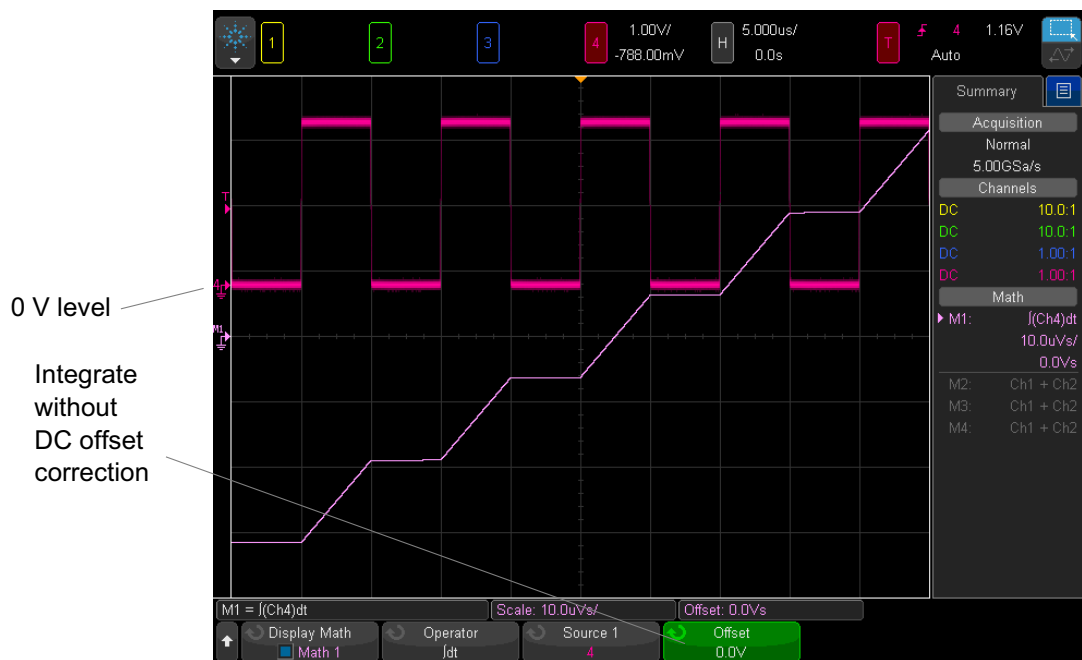 1 2 3 4 1.00V/ -788.00mV H 5.000us/ 0.0s T 4 1.16V Auto
Summary
Acquisition
Normal
5.00GSa/s
Channels
DC 10.0:1
DC 10.0:1
DC 1.00:1
DC 1.00:1
Math
M1: ∫(Ch4)dt
10.0uVs/
0.0Vs
M2: Ch1 + Ch2
M3: Ch1 + Ch2
M4: Ch1 + Ch2
T
4
M1
0 V level
Integrate
without
DC offset
correction
M1 = ∫(Ch4)dt Scale: 10.0uVs/ Offset: 0.0Vs
Display Math Operator Source 1 Offset
Math 1 ∫dt 4 0.0V